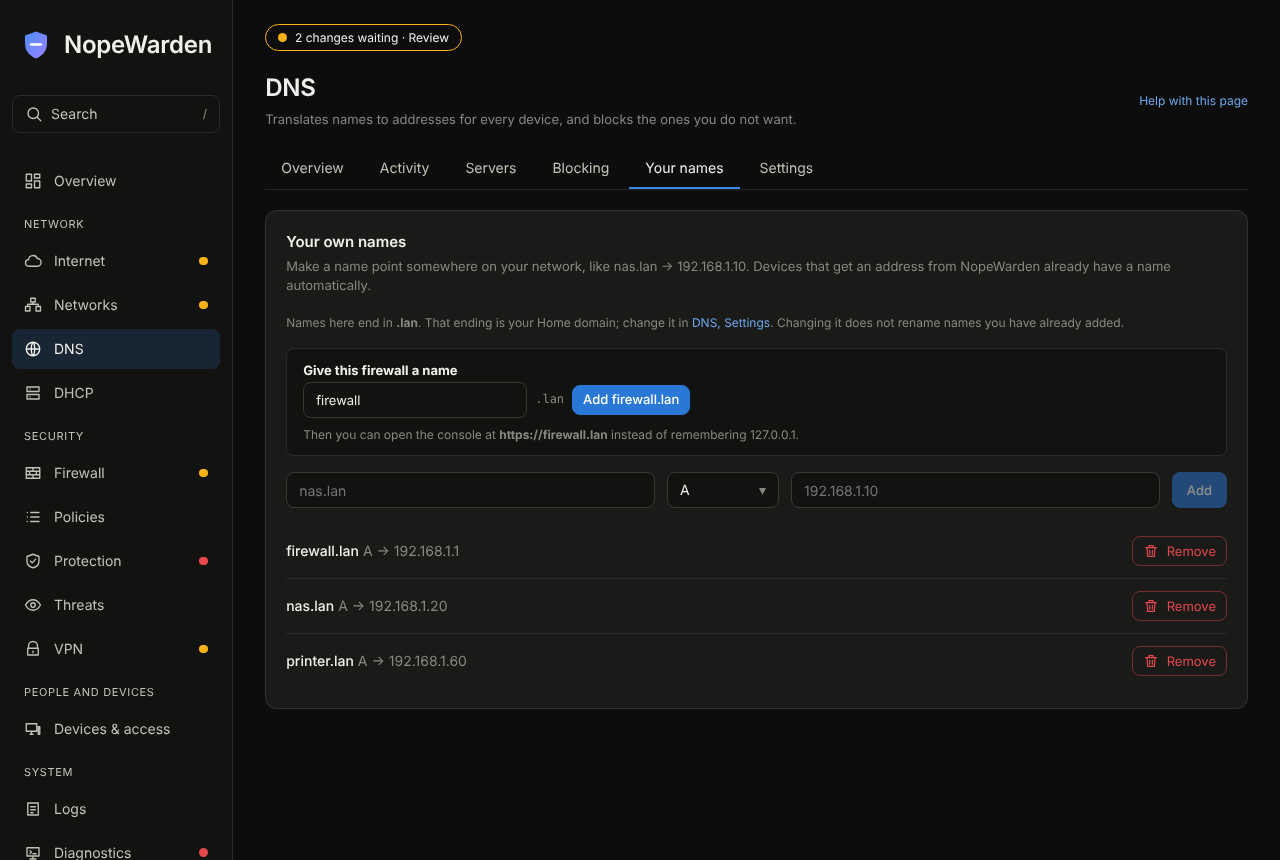 NopeWarden
Search /
Overview
NETWORK
Internet
Networks
DNS
DHCP
SECURITY
Firewall
Policies
Protection
Threats
VPN
PEOPLE AND DEVICES
Devices & access
SYSTEM
Logs
Diagnostics
2 changes waiting · Review
DNS
Translates names to addresses for every device, and blocks the ones you do not want.
Help with this page
Overview Activity Servers Blocking Your names Settings
Your own names
Make a name point somewhere on your network, like nas.lan → 192.168.1.10. Devices that get an address from NopeWarden already have a name
automatically.
Names here end in .lan. That ending is your Home domain; change it in DNS, Settings. Changing it does not rename names you have already added.
Give this firewall a name
firewall .lan Add firewall.lan
Then you can open the console at https://firewall.lan instead of remembering 127.0.0.1.
nas.lan A ▾ 192.168.1.10 Add
firewall.lan A → 192.168.1.1 Remove
nas.lan A → 192.168.1.20 Remove
printer.lan A → 192.168.1.60 Remove